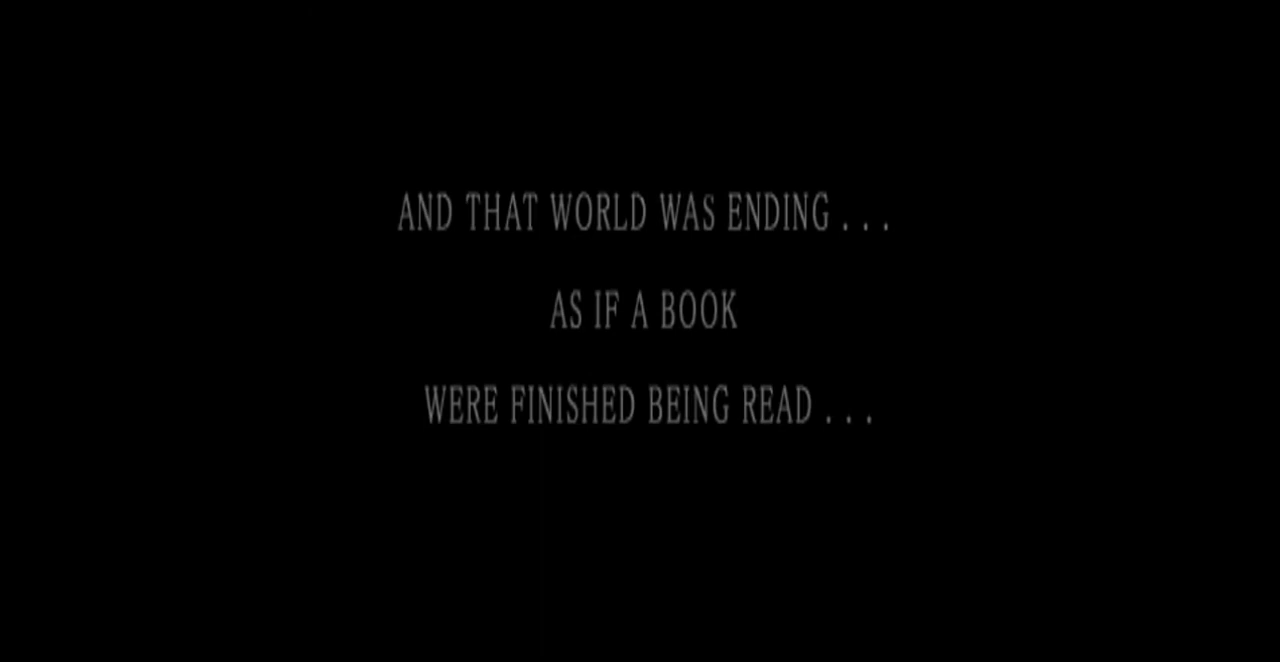 AND THAT WORLD WAS ENDING . . .
AS IF A BOOK
WERE FINISHED BEING READ . . .